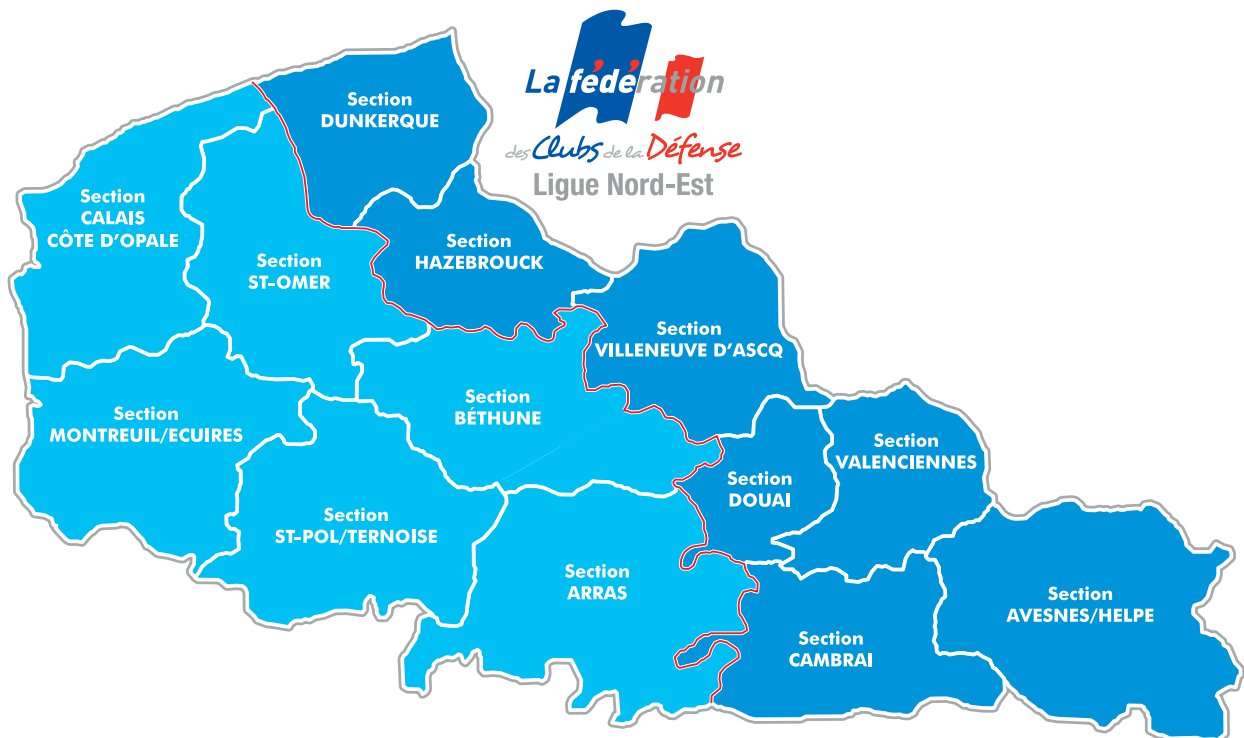 La fédération
des Clubs de la Défense
Ligue Nord-Est
Section
DUNKERQUE
Section
CALAIS
CÔTE D'OPALE
Section
ST-OMER
Section
HAZEBROUCK
Section
VILLENEUVE D'ASCQ
Section
MONTREUIL/ECUIRES
Section
BÉTHUNE
Section
VALENCIENNES
Section
DOUAI
Section
ST-POL/TERNOISE
Section
ARRAS
Section
AVESNES/HELPE
Section
CAMBRAI